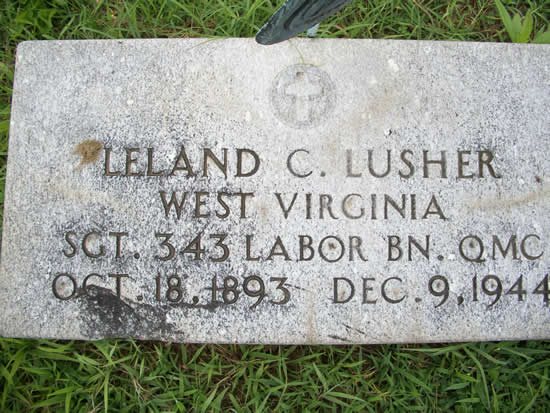 LELAND C. LUSHER
WEST VIRGINIA
SGT. 343 LABOR BN. QMC
OCT. 18, 1893 DEC. 9, 1944